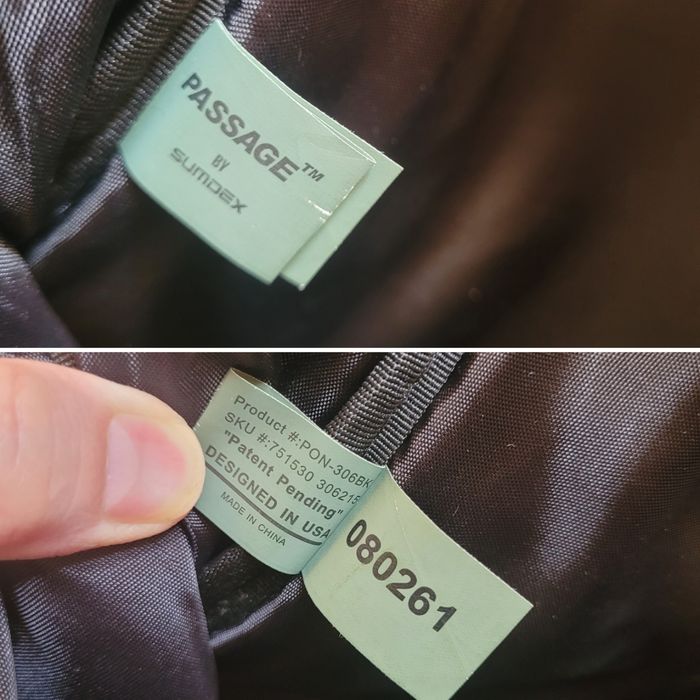 PASSAGE™
BY
SUMDEX
Product #:PON-306BK
SKU #:751530 306215
"Patent Pending"
DESIGNED IN USA
MADE IN CHINA
080261